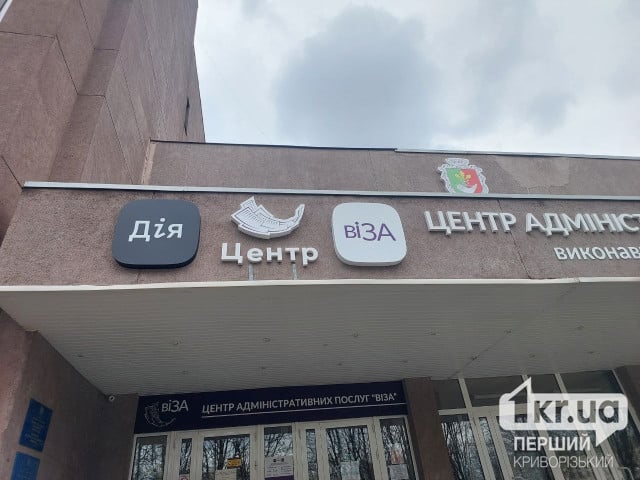 Дія
Центр
ВіЗА
ЦЕНТР АДМІНІСТ
ВИКОНАВ
ВіЗА ЦЕНТР АДМІНІСТРАТИВНИХ ПОСЛУГ "ВІЗА"
1kr.ua
ПЕРШИЙ
КРИВОРІЗЬКИЙ